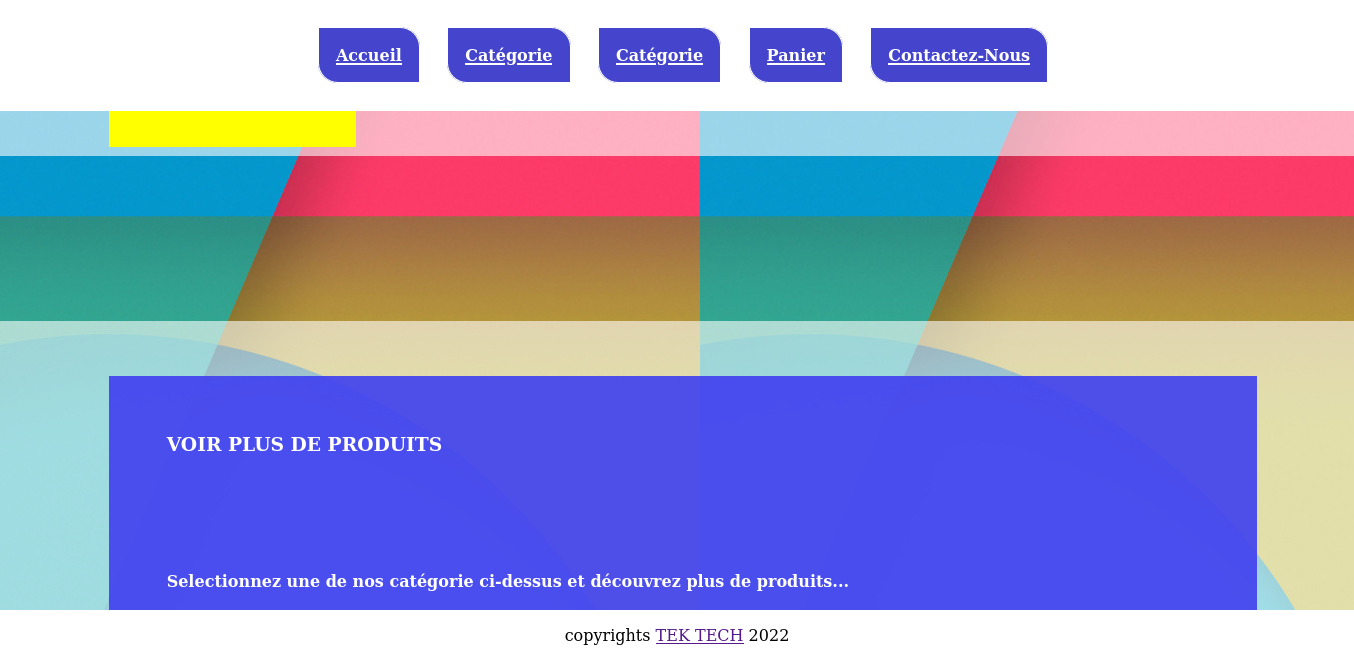 Accueil Catégorie Catégorie Panier Contactez-Nous
VOIR PLUS DE PRODUITS
Selectionnez une de nos catégorie ci-dessus et découvrez plus de produits...
copyrights TEK TECH 2022